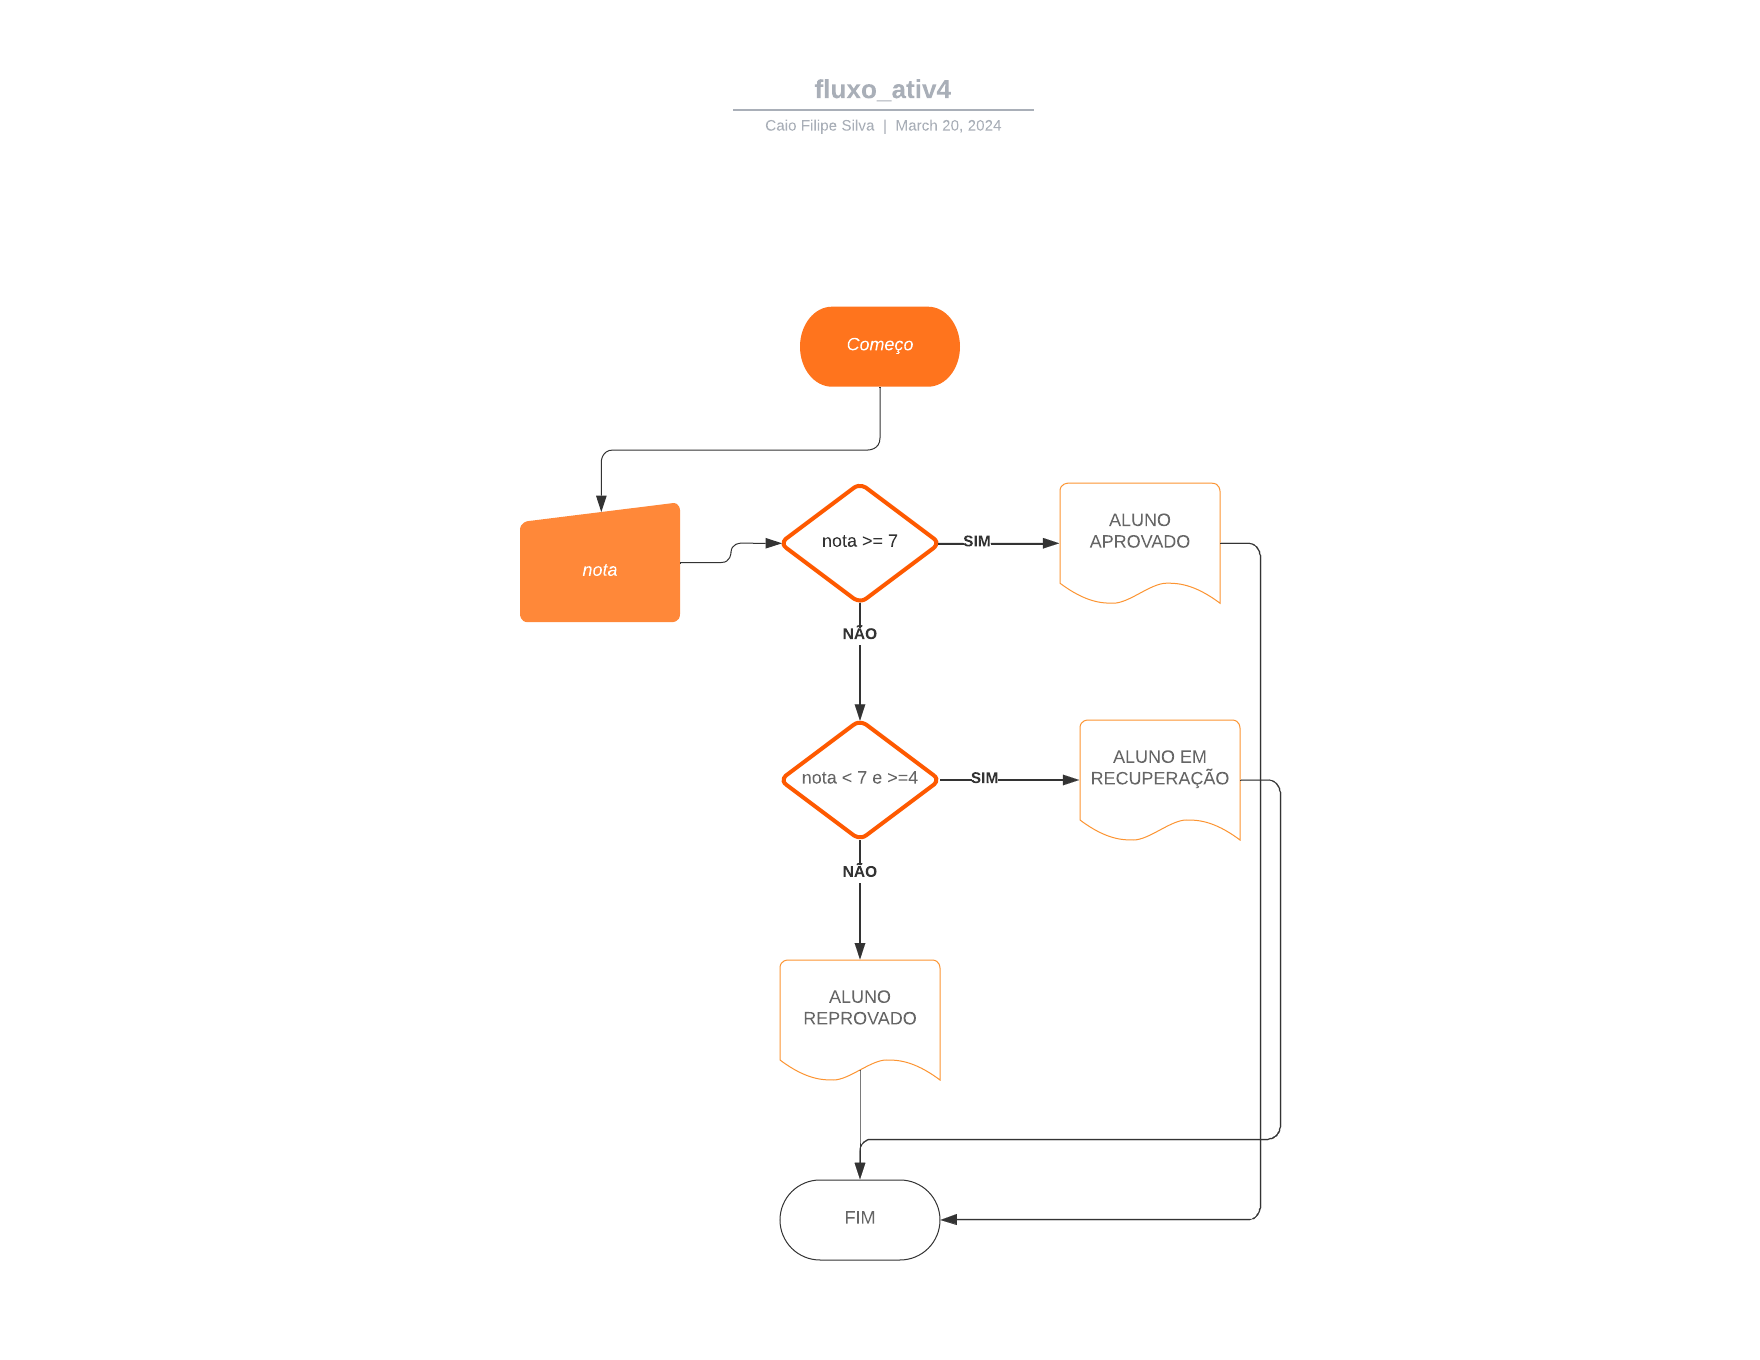 fluxo_ativ4
Caio Filipe Silva | March 20, 2024
Começo
nota
nota >= 7
SIM
ALUNO
APROVADO
NÃO
nota < 7 e >=4
SIM
ALUNO EM
RECUPERAÇÃO
NÃO
ALUNO
REPROVADO
FIM